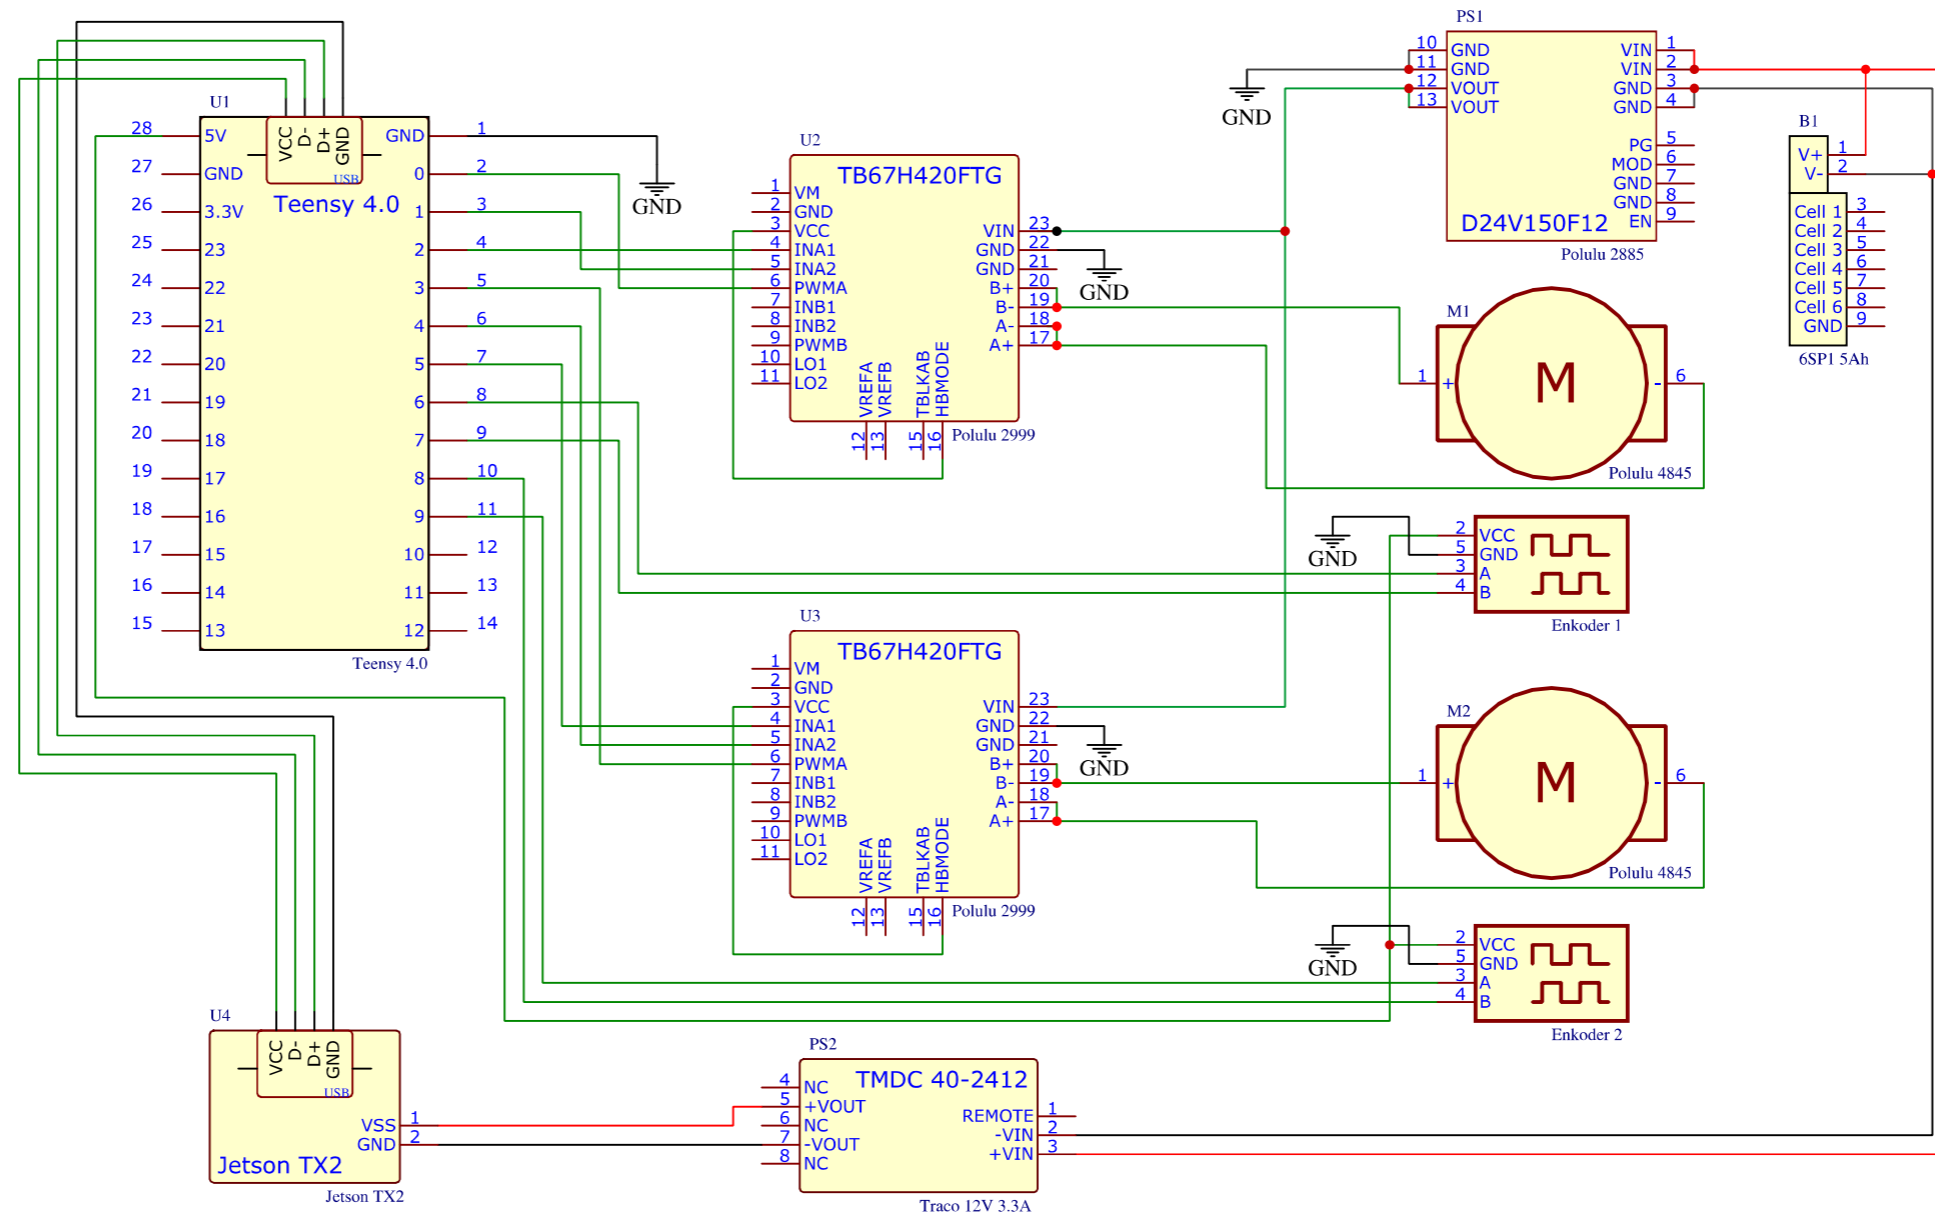 U1
28 5V
27 GND
26 3.3V
25 23
24 22
23 21
22 20
21 19
20 18
19 17
18 16
17 15
16 14
15 13
VCC
D-
D+
GND
USB
Teensy 4.0
GND 1
0 2
1 3
2 4
3 5
4 6
5 7
6 8
7 9
8 10
9 11
10 12
11 13
12 14
Teensy 4.0
GND
U2
TB67H420FTG
1 VM
2 GND
3 VCC
4 INA1
5 INA2
6 PWMA
7 INB1
8 INB2
9 PWMB
10 LO1
11 LO2
VIN 23
GND 22
GND 21
B+ 20
B- 19
A- 18
A+ 17
VREFA
VREFB
TBLKAB
HBMODE
12
13
15
16
Polulu 2999
GND
PS1
10 GND
11 GND
12 VOUT
13 VOUT
VIN 1
VIN 2
GND 3
GND 4
PG 5
MOD 6
GND 7
GND 8
EN 9
D24V150F12
Polulu 2885
GND
B1
V+ 1
V- 2
Cell 1 3
Cell 2 4
Cell 3 5
Cell 4 6
Cell 5 7
Cell 6 8
GND 9
6SP1 5Ah
M1
1 +
M
- 6
Polulu 4845
GND
2 VCC
5 GND
3 A
4 B
Enkoder 1
U3
TB67H420FTG
1 VM
2 GND
3 VCC
4 INA1
5 INA2
6 PWMA
7 INB1
8 INB2
9 PWMB
10 LO1
11 LO2
VIN 23
GND 22
GND 21
B+ 20
B- 19
A- 18
A+ 17
VREFA
VREFB
TBLKAB
HBMODE
12
13
15
16
Polulu 2999
GND
M2
1 +
M
- 6
Polulu 4845
GND
2 VCC
5 GND
3 A
4 B
Enkoder 2
U4
VCC
D-
D+
GND
USB
VSS 1
GND 2
Jetson TX2
Jetson TX2
PS2
TMDC 40-2412
4 NC
5 +VOUT
6 NC
7 -VOUT
8 NC
REMOTE 1
-VIN 2
+VIN 3
Traco 12V 3.3A